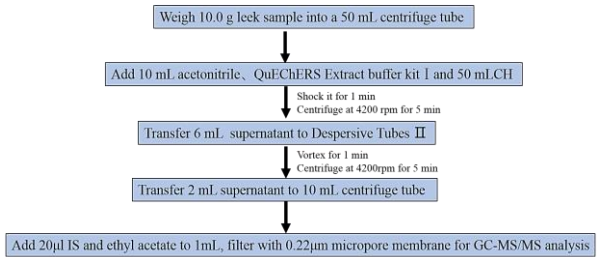 Weigh 10.0 g leek sample into a 50 mL centrifuge tube
Add 10 mL acetonitrile、QuEChERS Extract buffer kit Ⅰ and 50 mLCH
Shock it for 1 min
Centrifuge at 4200 rpm for 5 min
Transfer 6 mL supernatant to Despersive Tubes Ⅱ
Vortex for 1 min
Centrifuge at 4200rpm for 5 min
Transfer 2 mL supernatant to 10 mL centrifuge tube
Add 20μl IS and ethyl acetate to 1mL, filter with 0.22μm micropore membrane for GC-MS/MS analysis